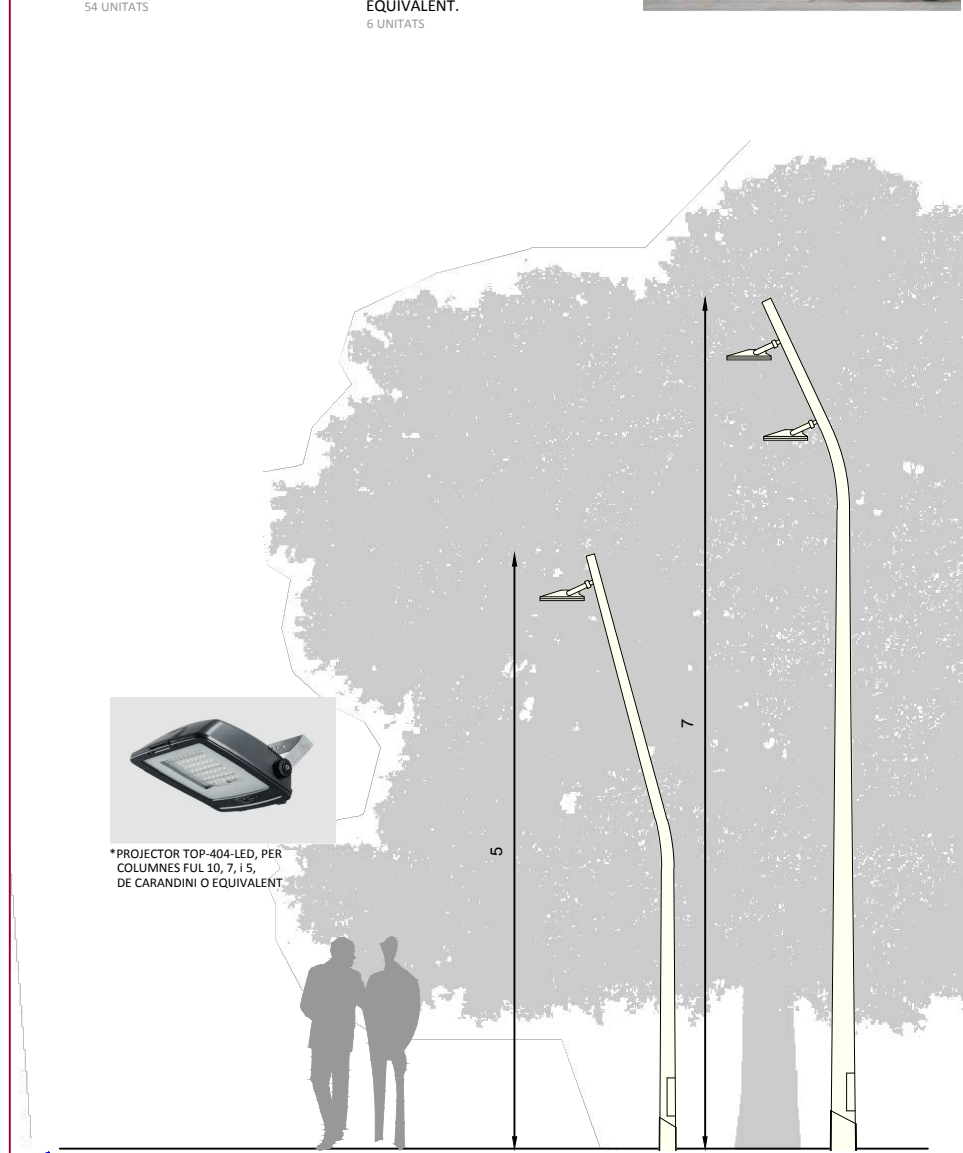 54 UNITATS
EQUIVALENT.
6 UNITATS
7
5
*PROJECTOR TOP-404-LED, PER
COLUMNES FUL 10, 7, i 5,
DE CARANDINI O EQUIVALENT